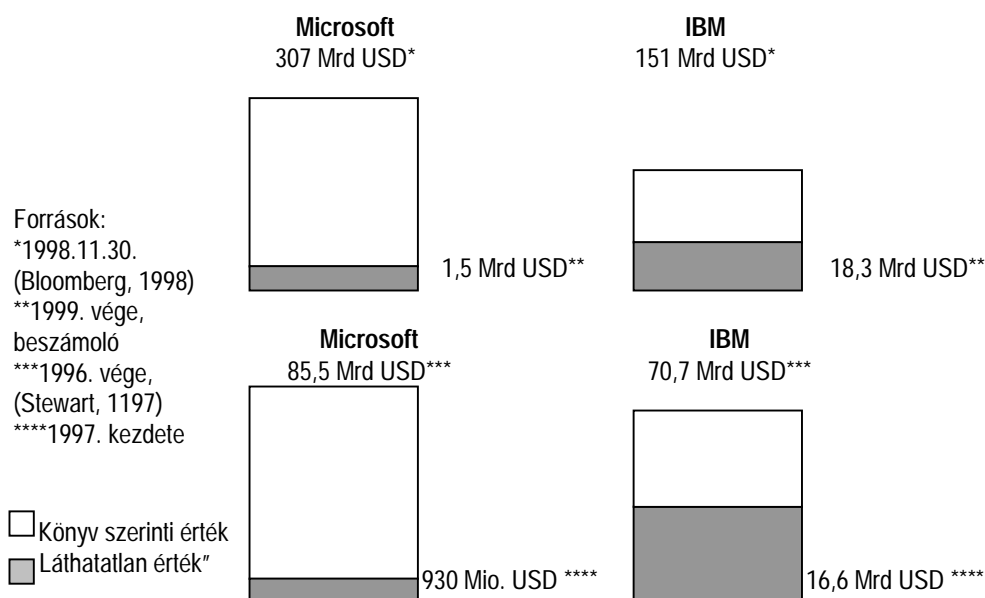 Microsoft
307 Mrd USD*
IBM
151 Mrd USD*
Források:
*1998.11.30.
(Bloomberg, 1998)
**1999. vége,
beszámoló
***1996. vége,
(Stewart, 1197)
****1997. kezdete
1,5 Mrd USD**
18,3 Mrd USD**
Microsoft
85,5 Mrd USD***
IBM
70,7 Mrd USD***
Könyv szerinti érték
Láthatatlan érték"
930 Mio. USD ****
16,6 Mrd USD ****